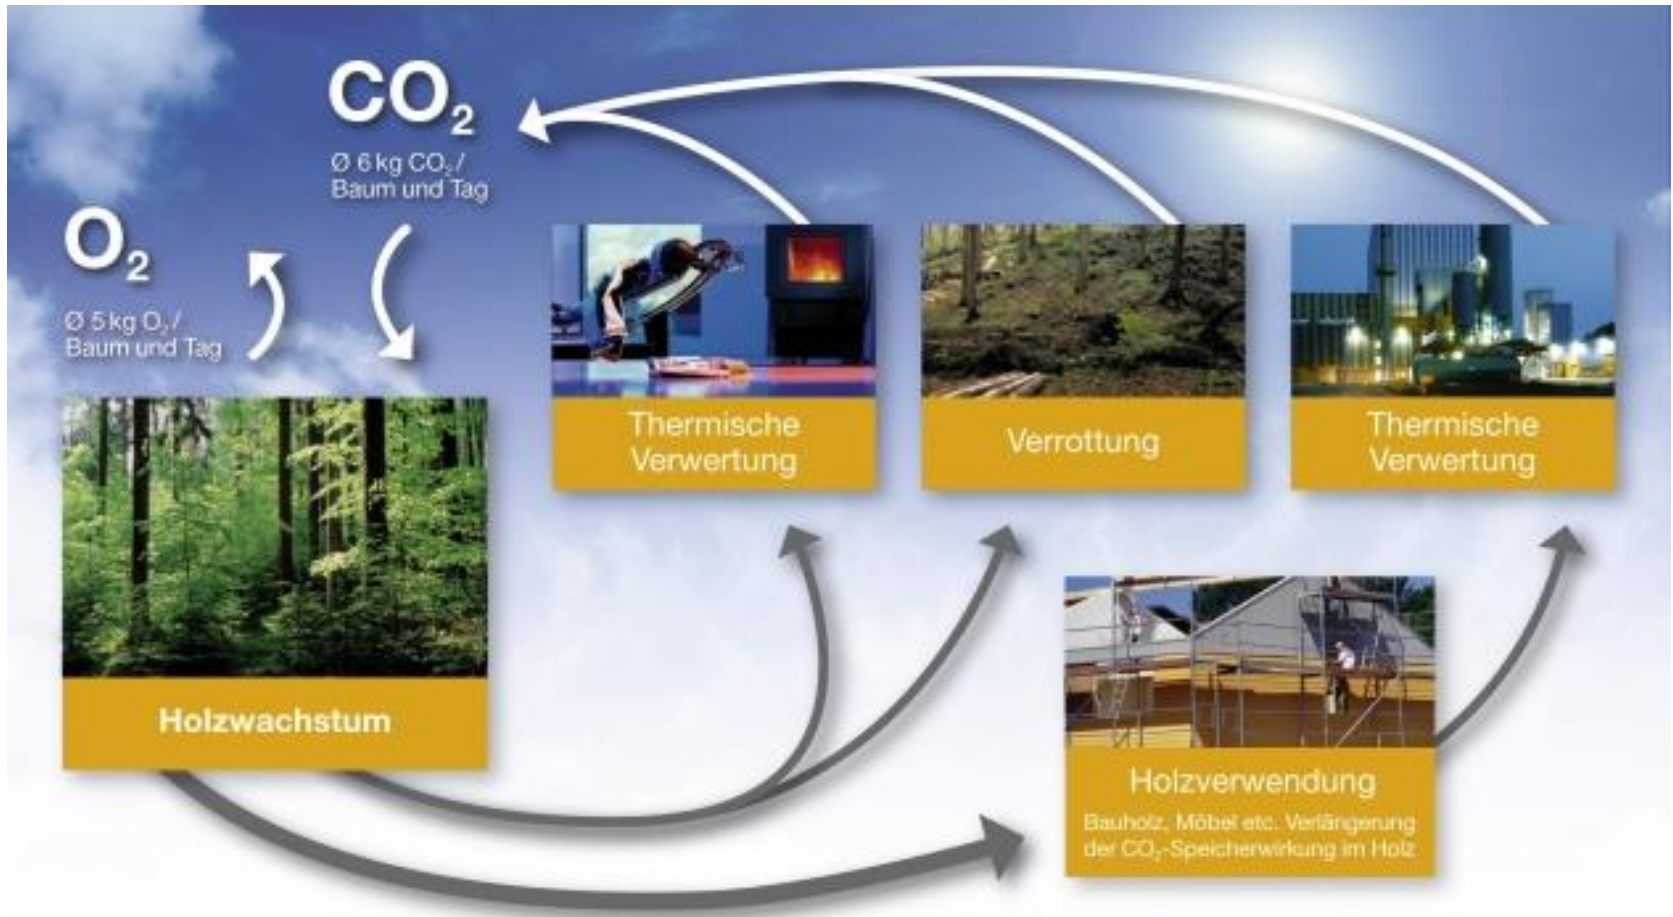 CO₂
Ø 6 kg CO₂/
Baum und Tag
O₂
Ø 5 kg O₂/
Baum und Tag
Thermische
Verwertung
Verrottung
Thermische
Verwertung
Holzwachstum
Holzverwendung
Bauholz, Möbel etc. Verlängerung
der CO₂-Speicherwirkung im Holz